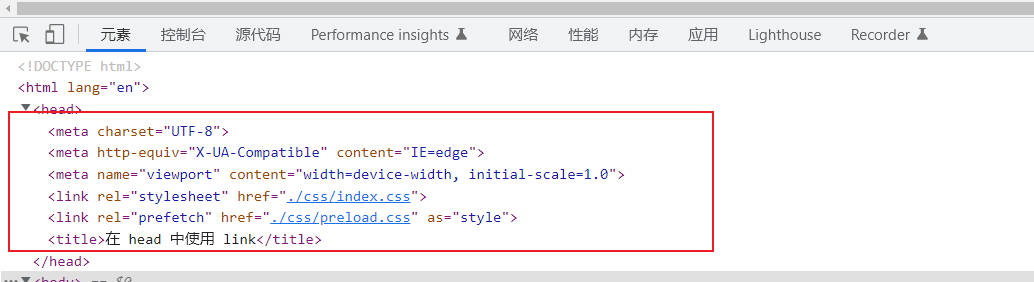 元素 控制台 源代码 Performance insights 网络 性能 内存 应用 Lighthouse Recorder
<!DOCTYPE html>
<html lang="en">
<head>
<meta charset="UTF-8">
<meta http-equiv="X-UA-Compatible" content="IE=edge">
<meta name="viewport" content="width=device-width, initial-scale=1.0">
<link rel="stylesheet" href="./css/index.css">
<link rel="prefetch" href="./css/preload.css" as="style">
<title>在 head 中使用 link</title>
</head>
<body> == $0